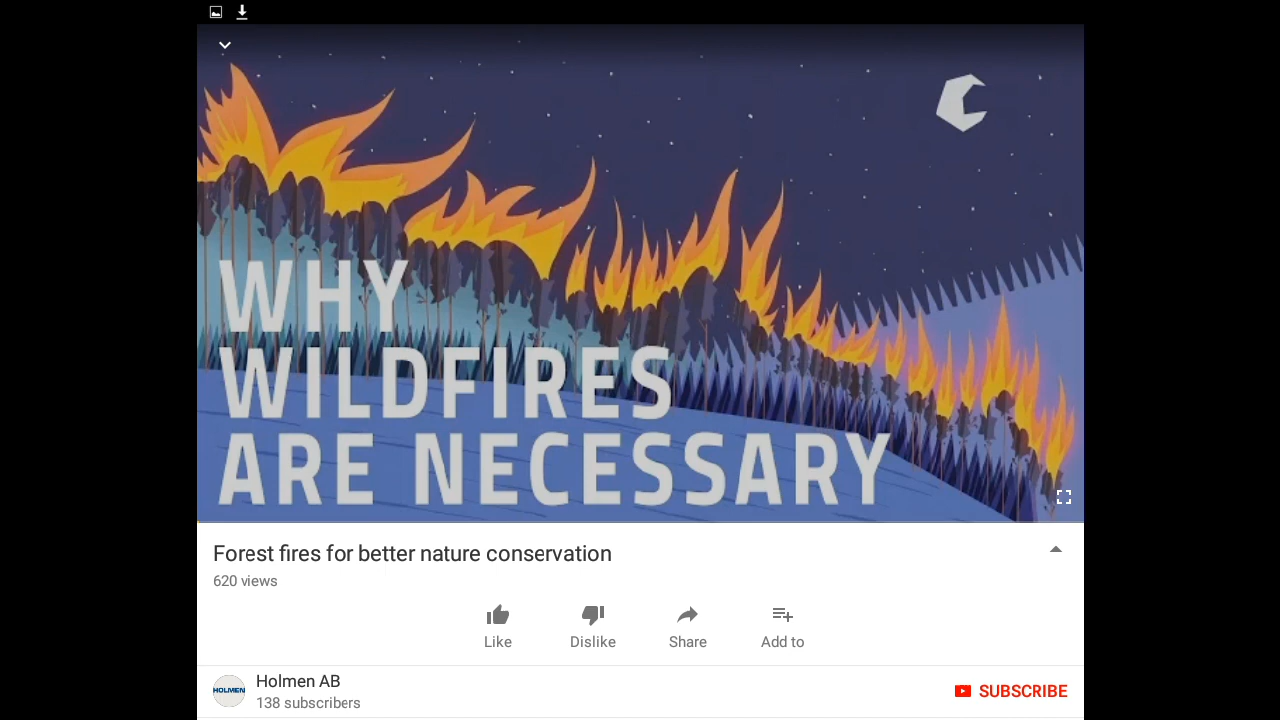 WHY
WILDFIRES
ARE NECESSARY
Forest fires for better nature conservation
620 views
Like Dislike Share Add to
HOLMEN
Holmen AB
138 subscribers
SUBSCRIBE